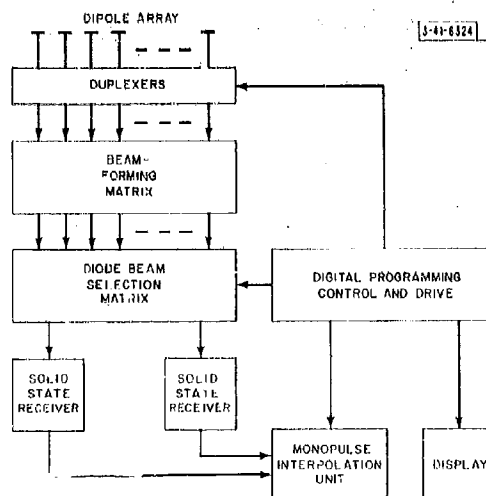 DIPOLE ARRAY
3-41-6324
DUPLEXERS
BEAM-
FORMING
MATRIX
DIODE BEAM
SELECTION
MATRIX
DIGITAL PROGRAMMING
CONTROL AND DRIVE
SOLID
STATE
RECEIVER
SOLID
STATE
RECEIVER
MONOPULSE
INTERPOLATION
UNIT
DISPLAY